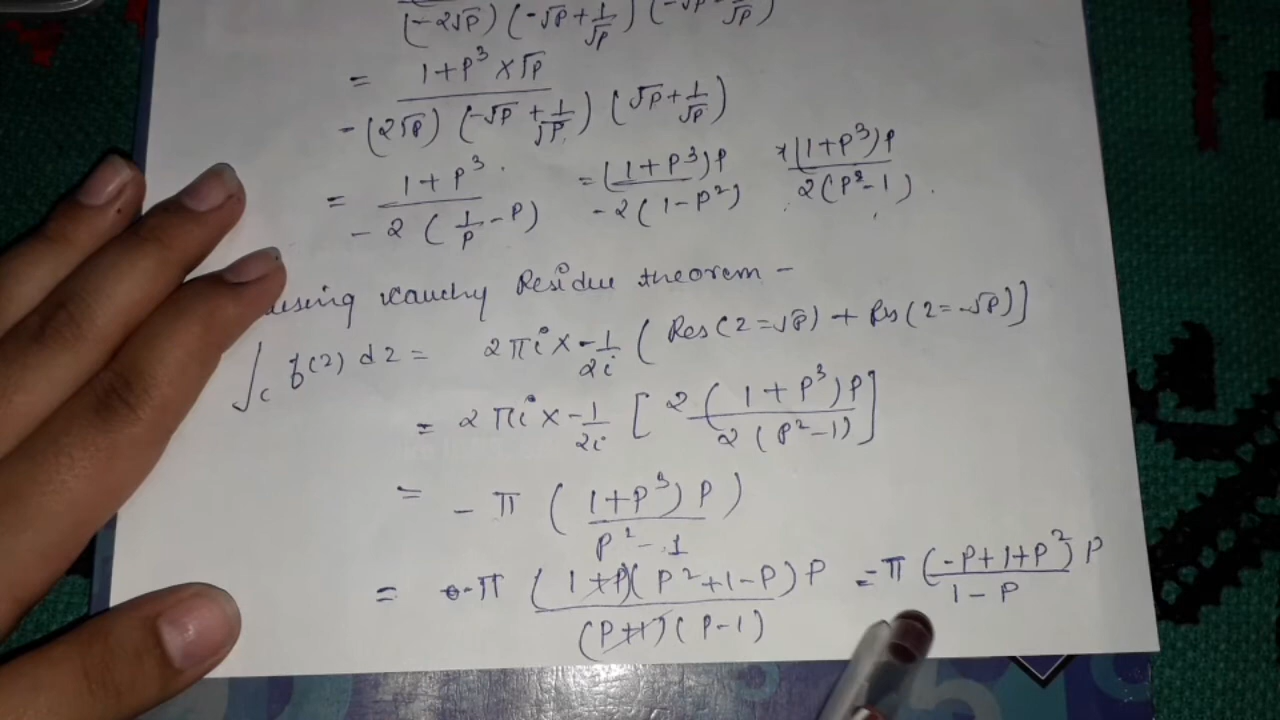 (-2√P) (-√P + 1/√P) (-√P
= 1+P³ × √P / -(2√P) (-√P + 1/√P) (√P + 1/√P)
= 1+P³ / -2 (1/P - P) = (1+P³)P / -2(1-P²) (1+P³)P / 2(P²-1).
using Cauchy Residue theorem -
∫c f(z) dz = 2πi × -1/2i ( Res(z=√P) + Res(z=-√P)]
= 2πi × -1/2i [ 2(1+P³)P / 2(P²-1) ]
= -π ( (1+P³)P / P²-1 )
= -π (1+P)(P²+1-P)P / (P+1)(P-1) = π (-P+1+P²)P / 1-P